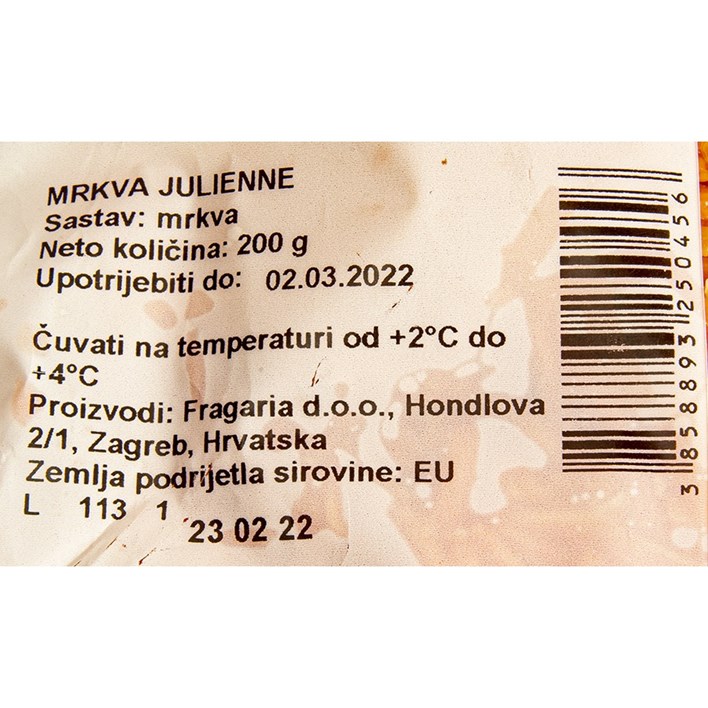 MRKVA JULIENNE
Sastav: mrkva
Neto količina: 200 g
Upotrijebiti do: 02.03.2022
Čuvati na temperaturi od +2°C do
+4°C
Proizvodi: Fragaria d.o.o., Hondlova
2/1, Zagreb, Hrvatska
Zemlja podrijetla sirovine: EU
L 113 1
23 02 22
3858893250456